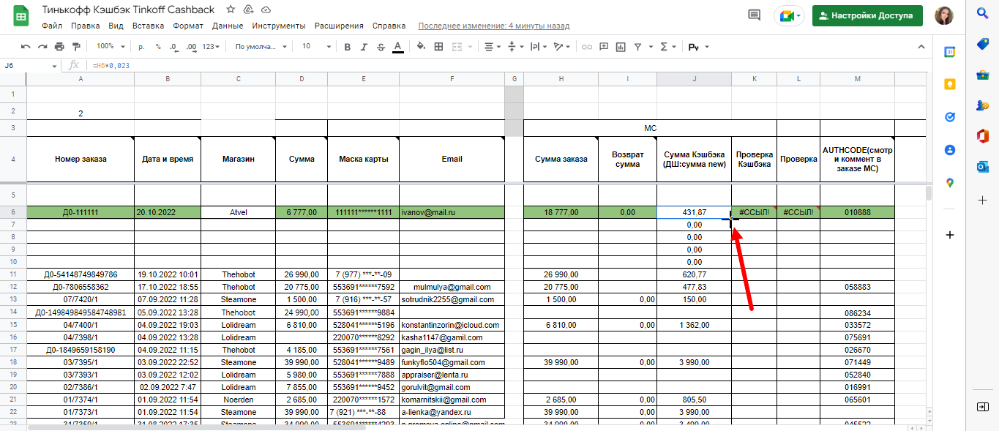 Тинькофф Кэшбэк Tinkoff Cashback
Файл Правка Вид Вставка Формат Данные Инструменты Расширения Справка Последнее изменение: 4 минуты назад
Настройки Доступа
100% р. % .0 .00 123 По умолча... 10 B I S A Ру
J6 fx =H6*0,023
A B C D E F G H I J K L M
1
2 2
3 МС
4 Номер заказа Дата и время Магазин Сумма Маска карты Email Сумма заказа Возврат сумма Сумма Кэшбэка (ДШ:сумма new) Проверка Кэшбэка Проверка AUTHCODE(смотри коммент в заказе МС)
5
6 Д0-111111 20.10.2022 Atvel 6 777,00 111111******1111 ivanov@mail.ru 18 777,00 0,00 431,87 #ССЫЛ! #ССЫЛ! 010888
7 0,00
8 0,00
9 0,00
10 0,00
11 Д0-54148749849786 19.10.2022 10:01 Thehobot 26 990,00 7 (977) ***-**-09 26 990,00 620,77
12 Д0-7806558362 17.10.2022 18:55 Thehobot 20 775,00 553691******7592 mulmulya@gmail.com 20 775,00 477,83 058883
13 07/7420/1 07.09.2022 11:28 Steamone 1 500,00 7 (916) ***-**-57 sotrudnik2255@gmail.com 1 500,00 0,00 150,00
14 Д0-149849849584748981 05.09.2022 13:28 Thehobot 24 990,00 553691******9884 086234
15 04/7400/1 04.09.2022 19:03 Lolidream 6 810,00 528041******5196 konstantinzorin@icloud.com 6 810,00 0,00 1 362,00 033572
16 04/7398/1 04.09.2022 13:28 Lolidream 220070******8292 kasha1147@gamil.com 075691
17 Д0-1849659158190 04.09.2022 11:15 Thehobot 4 185,00 553691******7561 gagin_ilya@list.ru 026670
18 03/7395/1 03.09.2022 22:52 Steamone 39 990,00 528041******9489 funkyflo504@gmail.com 39 990,00 0,00 3 990,00 071449
19 03/7393/1 03.09.2022 12:02 Lolidream 5 980,00 553691******7888 appraiser@lenta.ru 052840
20 02/7386/1 02.09.2022 7:47 Lolidream 7 855,00 553691******9452 gorulvit@gmail.com 016991
21 01/7374/1 01.09.2022 11:54 Noerden 2 685,00 220070******1572 komarnitskii@gmail.com 2 685,00 0,00 805,50 065601
22 01/7373/1 01.09.2022 11:54 Steamone 39 990,00 7 (921) ***-**-88 a-lienka@yandex.ru 39 990,00 0,00 3 990,00